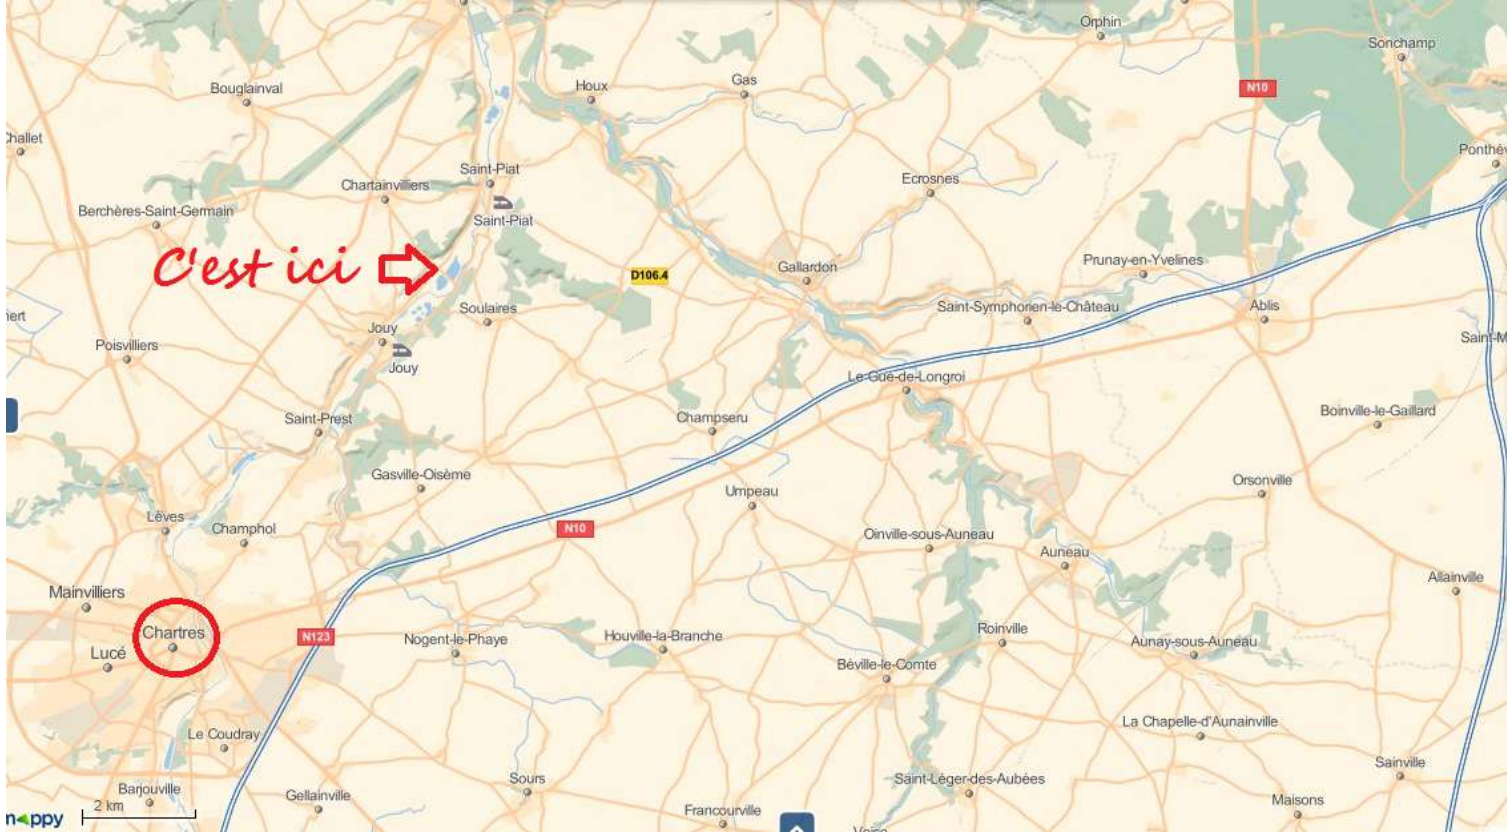 Orphin
Sonchamp
Gas
Houx
Bouglainval
N10
Saint-Piat
Ecrosnes
Chartainvilliers
Berchères-Saint-Germain
Saint-Piat
C'est ici
Gallardon
D106.4
Prunay-en-Yvelines
Soulaires
Saint-Symphorien-le-Château
Ablis
Jouy
Poisvilliers
Jouy
Le Gué-de-Longroi
Saint-Prest
Champseru
Boinville-le-Gaillard
Gasville-Oisème
Umpeau
Orsonville
Lèves
Champhol
N10
Oinville-sous-Auneau
Auneau
Mainvilliers
Allainville
Chartres
N123
Nogent-le-Phaye
Houville-la-Branche
Roinville
Aunay-sous-Auneau
Lucé
Béville-le-Comte
La Chapelle-d'Aunainville
Le Coudray
Sainville
Sours
Saint-Léger-des-Aubées
Barjouville
Gellainville
Maisons
2 km
Francourville
mappy